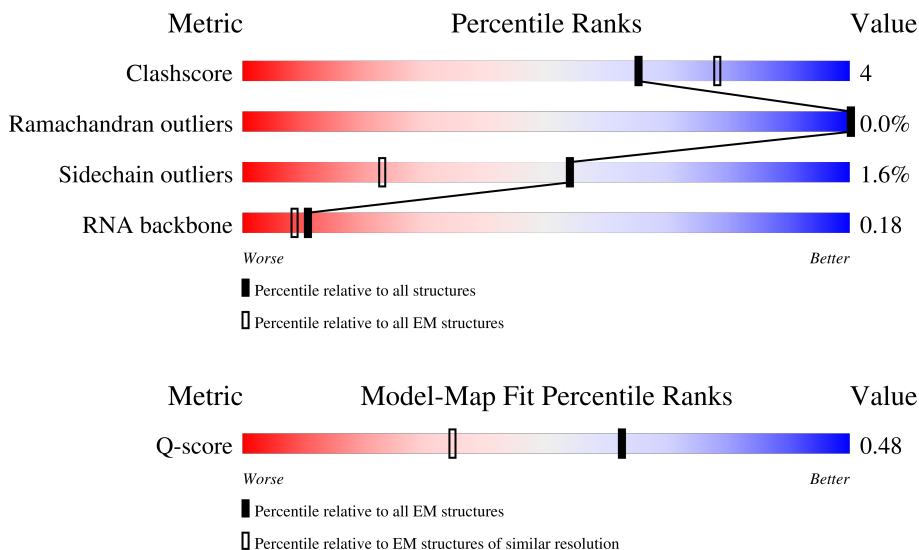 Metric Percentile Ranks Value
Clashscore 4
Ramachandran outliers 0.0%
Sidechain outliers 1.6%
RNA backbone 0.18
Worse Better
Percentile relative to all structures
Percentile relative to all EM structures
Metric Model-Map Fit Percentile Ranks Value
Q-score 0.48
Worse Better
Percentile relative to all EM structures
Percentile relative to EM structures of similar resolution